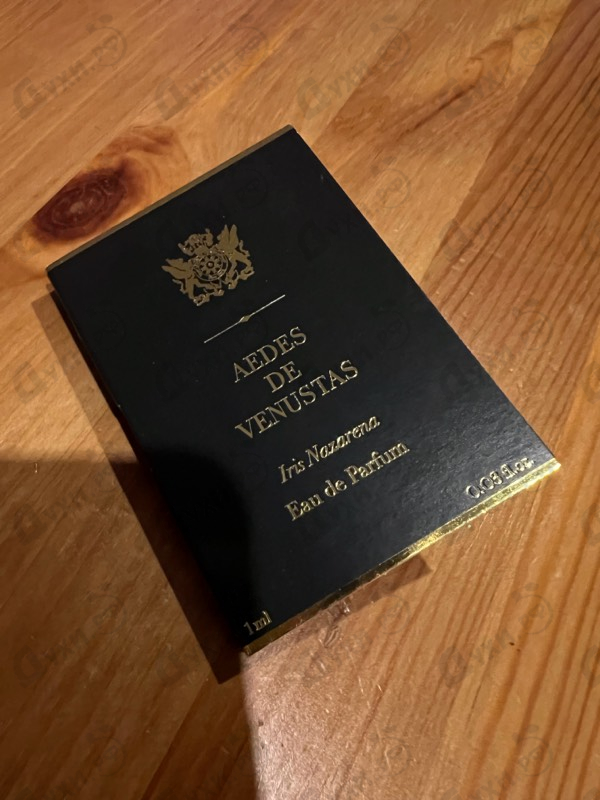 AEDES
DE
VENUSTAS
Iris Nazarena
Eau de Parfum
1 ml
0.03 fl.oz